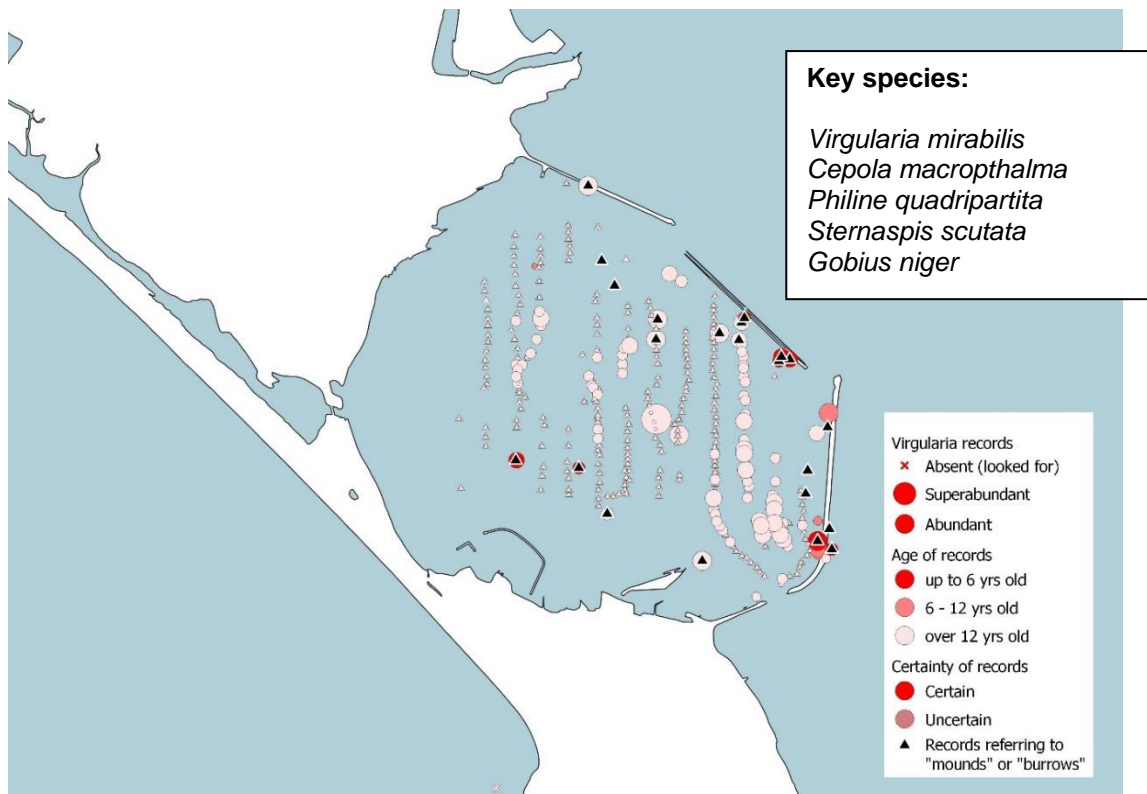 Key species:
Virgularia mirabilis
Cepola macropthalma
Philine quadripartita
Sternaspis scutata
Gobius niger
Virgularia records
Absent (looked for)
Superabundant
Abundant
Age of records
up to 6 yrs old
6 - 12 yrs old
over 12 yrs old
Certainty of records
Certain
Uncertain
Records referring to
"mounds" or "burrows"